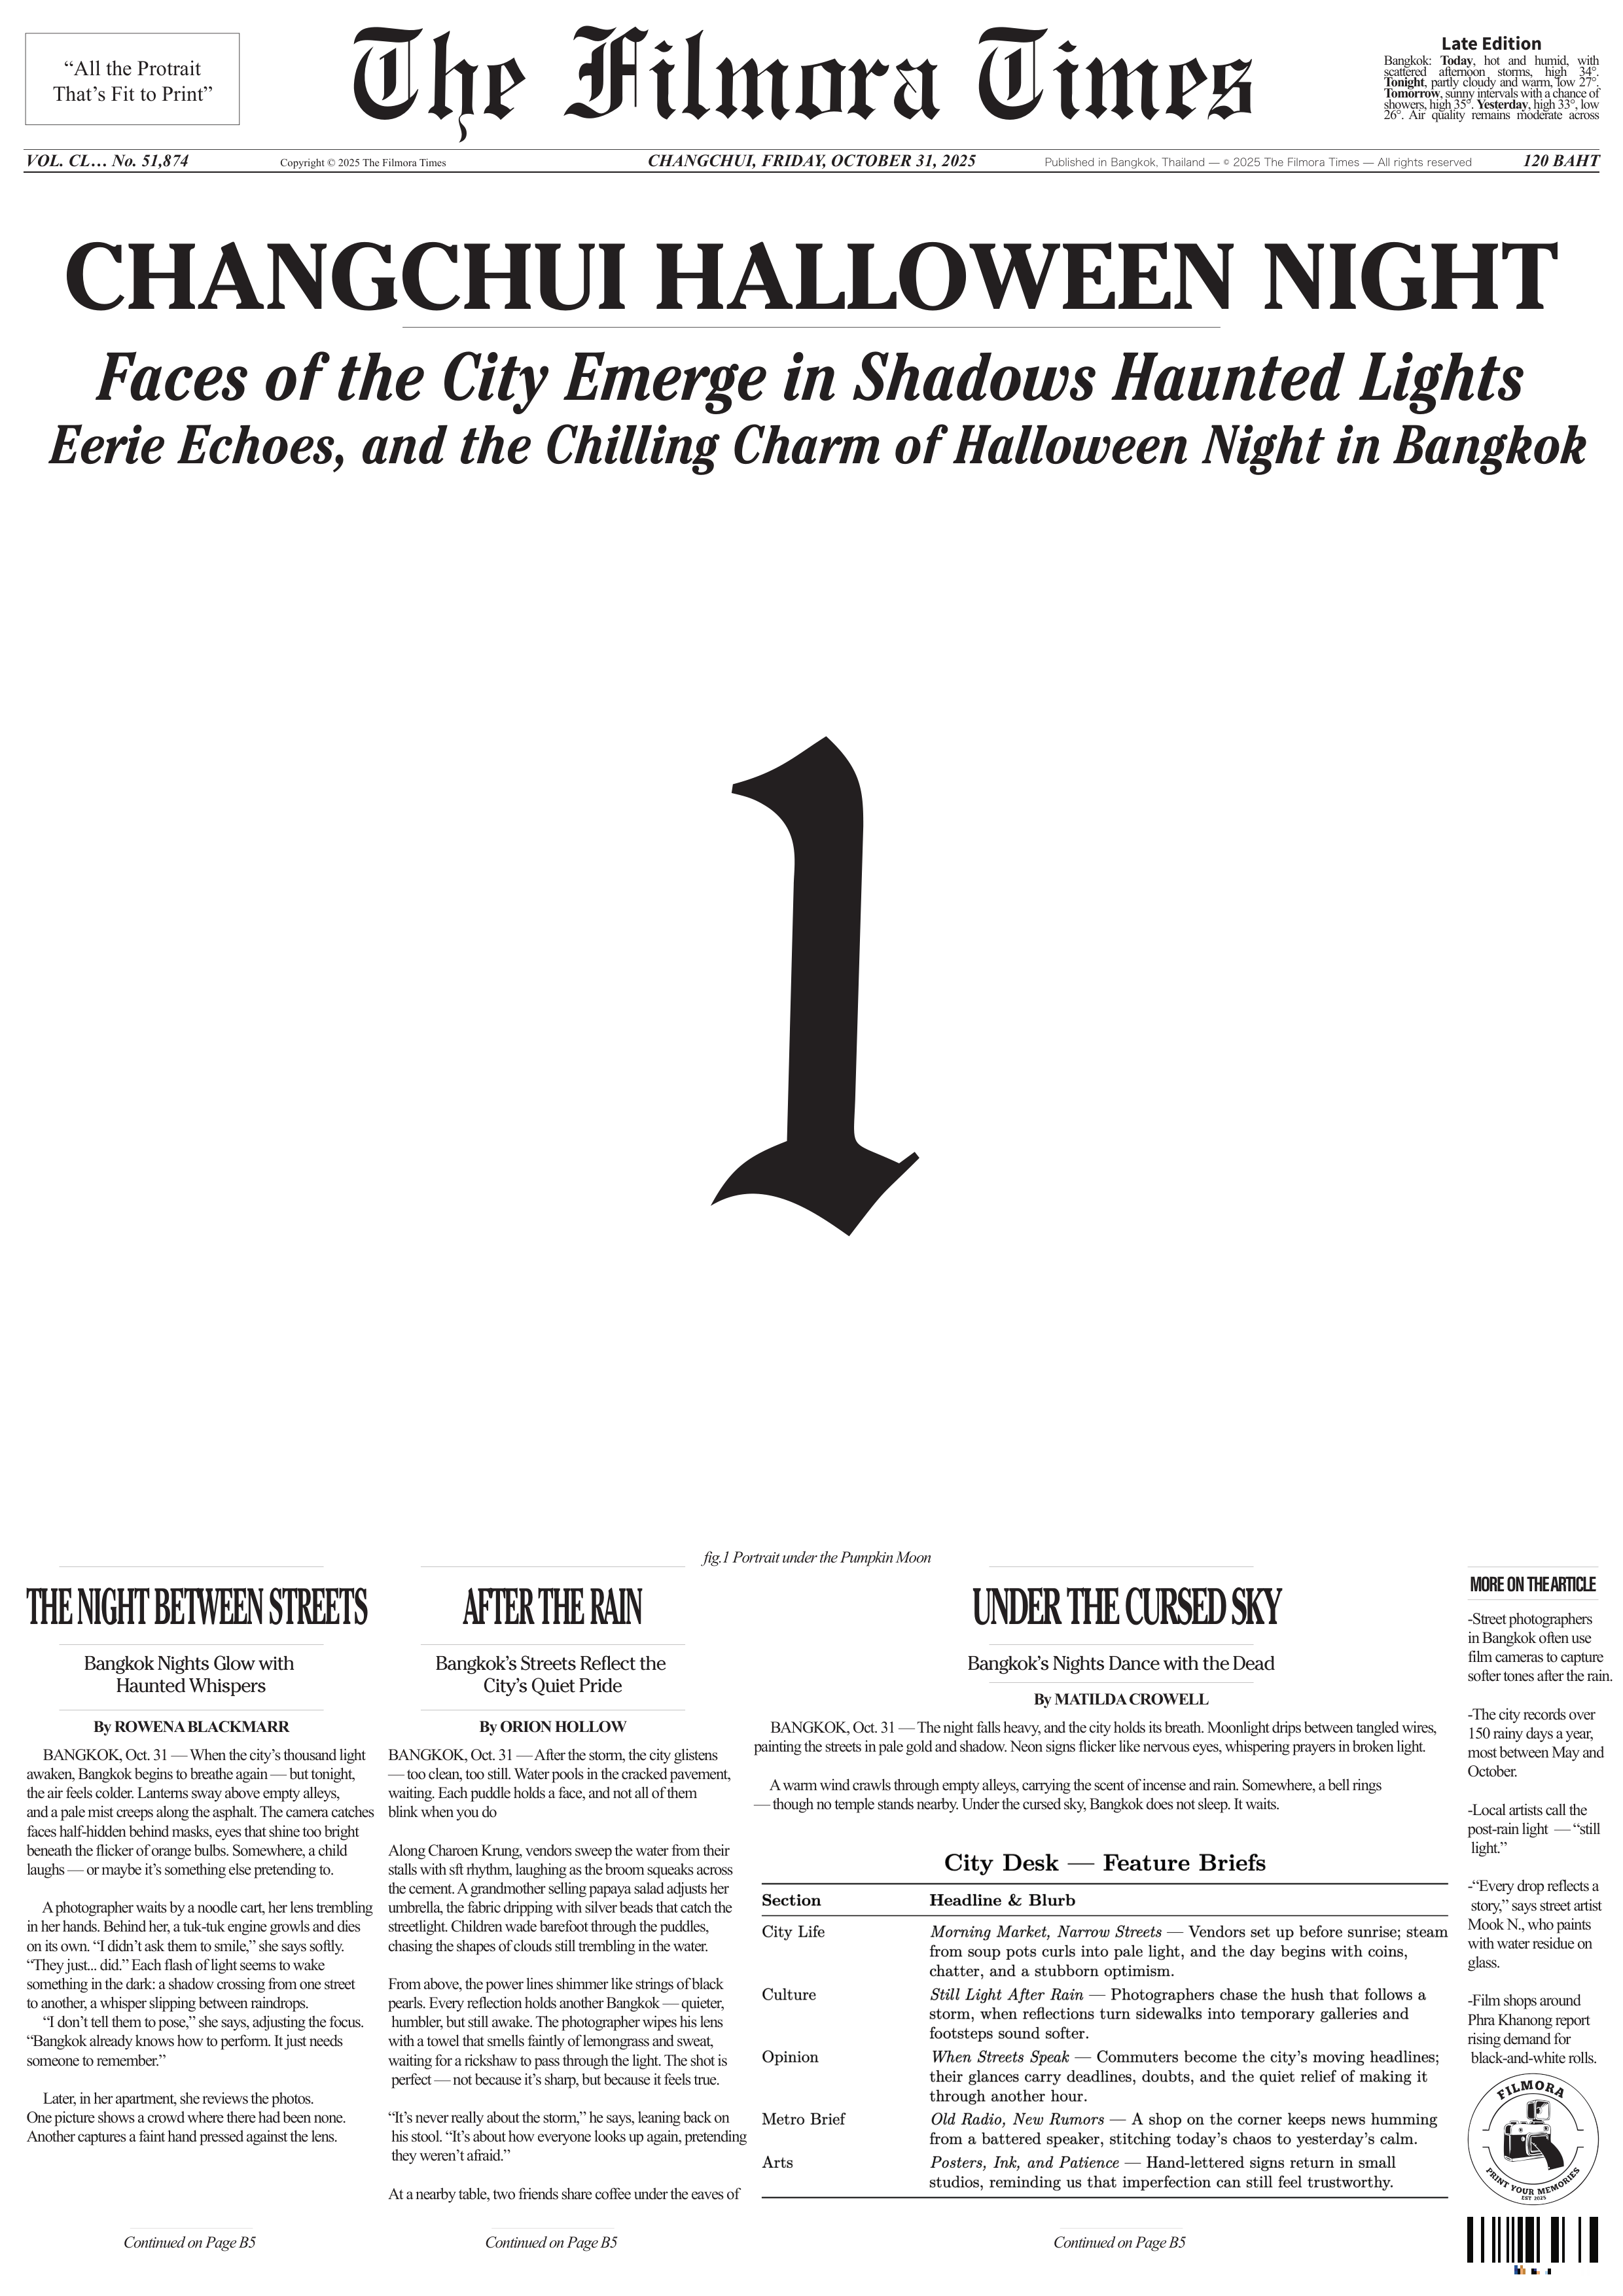 “All the Protrait
That’s Fit to Print”
The Filmora Times
Late Edition
Bangkok: Today, hot and humid, with
scattered afternoon storms, high 34°.
Tonight, partly cloudy and warm, low 27°.
Tomorrow, sunny intervals with a chance of
showers, high 35°. Yesterday, high 33°, low
26°. Air quality remains moderate across
VOL. CL... No. 51,874
Copyright © 2025 The Filmora Times
CHANGCHUI, FRIDAY, OCTOBER 31, 2025
Published in Bangkok, Thailand — © 2025 The Filmora Times — All rights reserved
120 BAHT
CHANGCHUI HALLOWEEN NIGHT
Faces of the City Emerge in Shadows Haunted Lights
Eerie Echoes, and the Chilling Charm of Halloween Night in Bangkok
1
fig.1 Portrait under the Pumpkin Moon
THE NIGHT BETWEEN STREETS
Bangkok Nights Glow with
Haunted Whispers
By ROWENA BLACKMARR
BANGKOK, Oct. 31 — When the city’s thousand light
awaken, Bangkok begins to breathe again — but tonight,
the air feels colder. Lanterns sway above empty alleys,
and a pale mist creeps along the asphalt. The camera catches
faces half-hidden behind masks, eyes that shine too bright
beneath the flicker of orange bulbs. Somewhere, a child
laughs — or maybe it’s something else pretending to.
A photographer waits by a noodle cart, her lens trembling
in her hands. Behind her, a tuk-tuk engine growls and dies
on its own. “I didn’t ask them to smile,” she says softly.
“They just... did.” Each flash of light seems to wake
something in the dark: a shadow crossing from one street
to another, a whisper slipping between raindrops.
“I don’t tell them to pose,” she says, adjusting the focus.
“Bangkok already knows how to perform. It just needs
someone to remember.”
Later, in her apartment, she reviews the photos.
One picture shows a crowd where there had been none.
Another captures a faint hand pressed against the lens.
Continued on Page B5
AFTER THE RAIN
Bangkok’s Streets Reflect the
City’s Quiet Pride
By ORION HOLLOW
BANGKOK, Oct. 31 — After the storm, the city glistens
— too clean, too still. Water pools in the cracked pavement,
waiting. Each puddle holds a face, and not all of them
blink when you do
Along Charoen Krung, vendors sweep the water from their
stalls with sft rhythm, laughing as the broom squeaks across
the cement. A grandmother selling papaya salad adjusts her
umbrella, the fabric dripping with silver beads that catch the
streetlight. Children wade barefoot through the puddles,
chasing the shapes of clouds still trembling in the water.
From above, the power lines shimmer like strings of black
pearls. Every reflection holds another Bangkok — quieter,
humbler, but still awake. The photographer wipes his lens
with a towel that smells faintly of lemongrass and sweat,
waiting for a rickshaw to pass through the light. The shot is
perfect — not because it’s sharp, but because it feels true.
“It’s never really about the storm,” he says, leaning back on
his stool. “It’s about how everyone looks up again, pretending
they weren’t afraid.”
At a nearby table, two friends share coffee under the eaves of
Continued on Page B5
UNDER THE CURSED SKY
Bangkok’s Nights Dance with the Dead
By MATILDA CROWELL
BANGKOK, Oct. 31 — The night falls heavy, and the city holds its breath. Moonlight drips between tangled wires,
painting the streets in pale gold and shadow. Neon signs flicker like nervous eyes, whispering prayers in broken light.
A warm wind crawls through empty alleys, carrying the scent of incense and rain. Somewhere, a bell rings
— though no temple stands nearby. Under the cursed sky, Bangkok does not sleep. It waits.
City Desk — Feature Briefs
Section Headline & Blurb
City Life Morning Market, Narrow Streets — Vendors set up before sunrise; steam
from soup pots curls into pale light, and the day begins with coins,
chatter, and a stubborn optimism.
Culture Still Light After Rain — Photographers chase the hush that follows a
storm, when reflections turn sidewalks into temporary galleries and
footsteps sound softer.
Opinion When Streets Speak — Commuters become the city’s moving headlines;
their glances carry deadlines, doubts, and the quiet relief of making it
through another hour.
Metro Brief Old Radio, New Rumors — A shop on the corner keeps news humming
from a battered speaker, stitching today’s chaos to yesterday’s calm.
Arts Posters, Ink, and Patience — Hand-lettered signs return in small
studios, reminding us that imperfection can still feel trustworthy.
Continued on Page B5
MORE ON THE ARTICLE
-Street photographers
in Bangkok often use
film cameras to capture
softer tones after the rain.
-The city records over
150 rainy days a year,
most between May and
October.
-Local artists call the
post-rain light — “still
light.”
-“Every drop reflects a
story,” says street artist
Mook N., who paints
with water residue on
glass.
-Film shops around
Phra Khanong report
rising demand for
black-and-white rolls.
FILMORA
PRINT YOUR MEMORIES
EST 2025